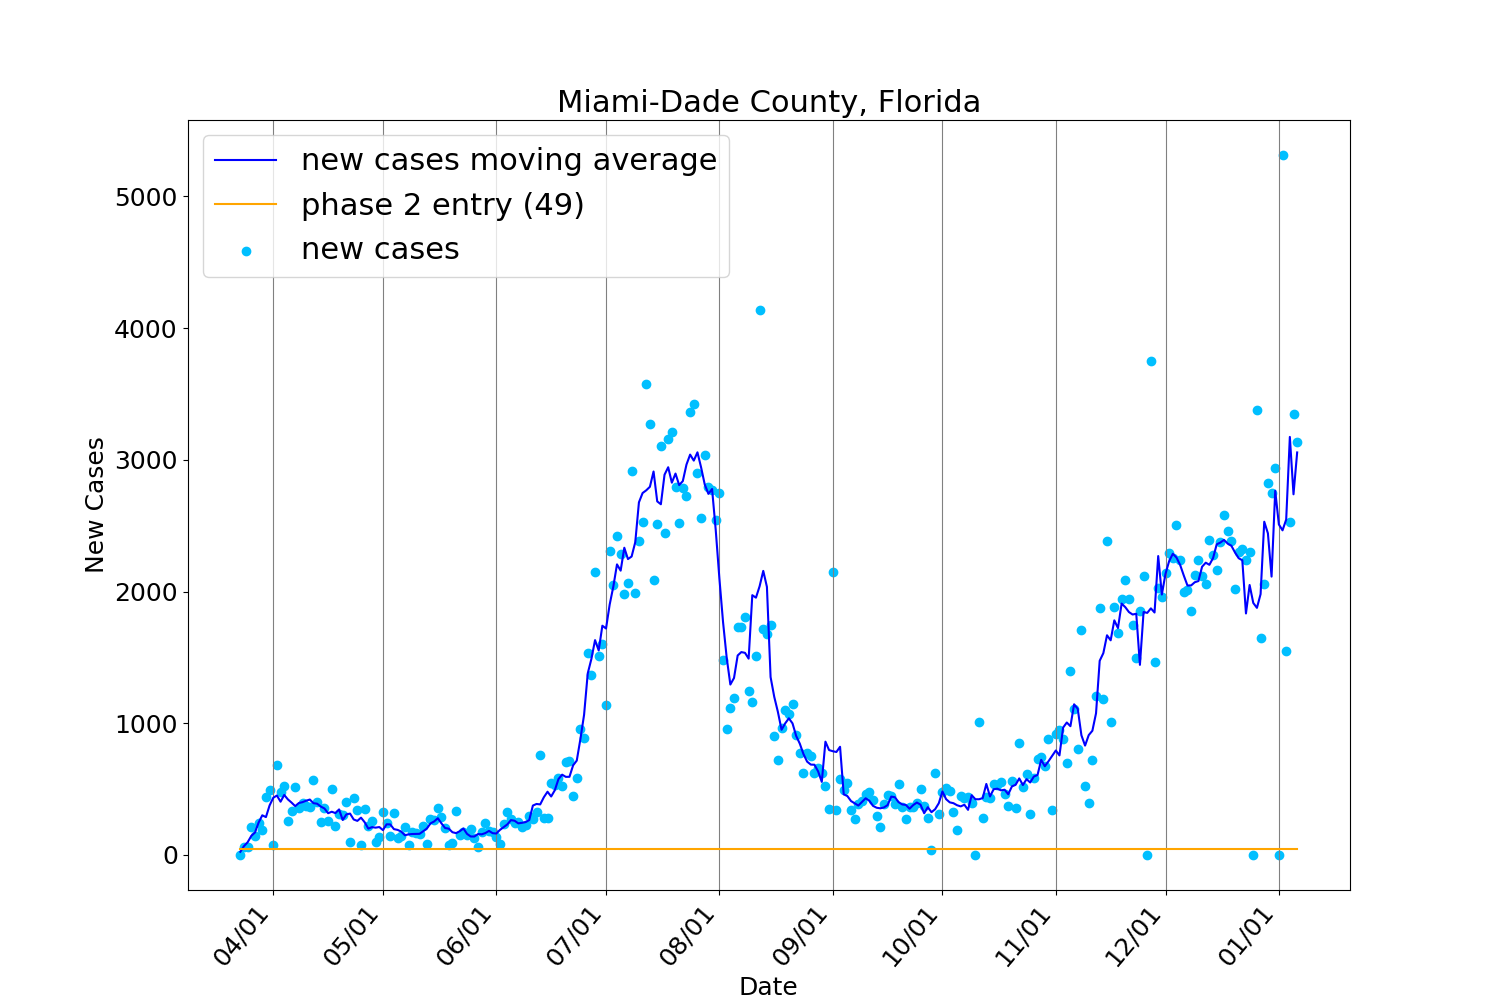 Miami-Dade County, Florida
new cases moving average
phase 2 entry (49)
new cases
5000
4000
3000
2000
1000
0
New Cases
04/01
05/01
06/01
07/01
08/01
09/01
10/01
11/01
12/01
01/01
Date